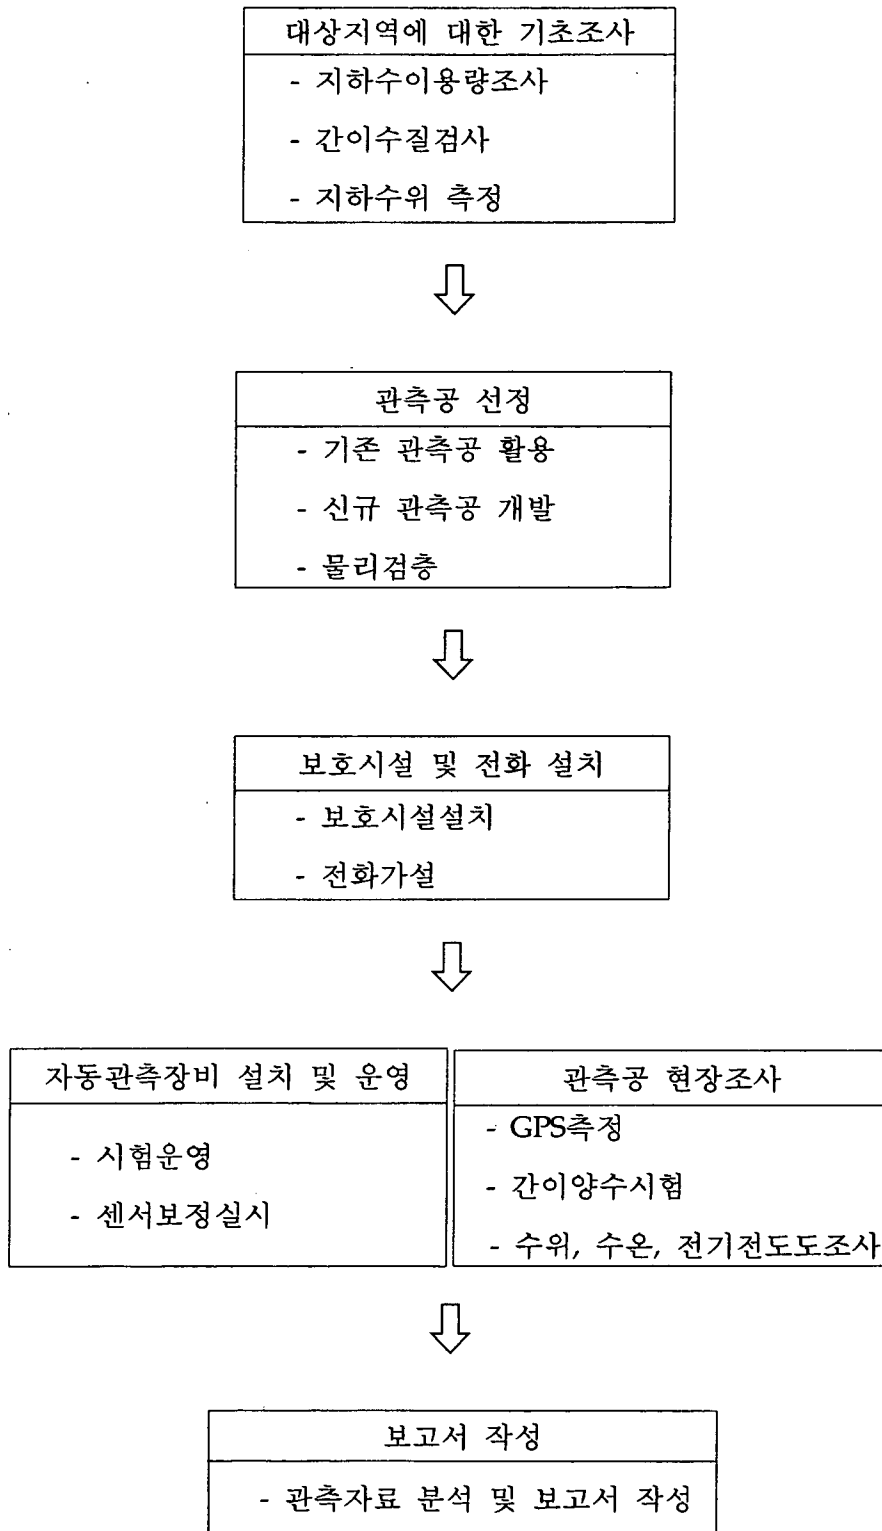 대상지역에 대한 기초조사
- 지하수이용량조사
- 간이수질검사
- 지하수위 측정
관측공 선정
- 기존 관측공 활용
- 신규 관측공 개발
- 물리검층
보호시설 및 전화 설치
- 보호시설설치
- 전화가설
자동관측장비 설치 및 운영
- 시험운영
- 센서보정실시
관측공 현장조사
- GPS측정
- 간이양수시험
- 수위, 수온, 전기전도도조사
보고서 작성
- 관측자료 분석 및 보고서 작성